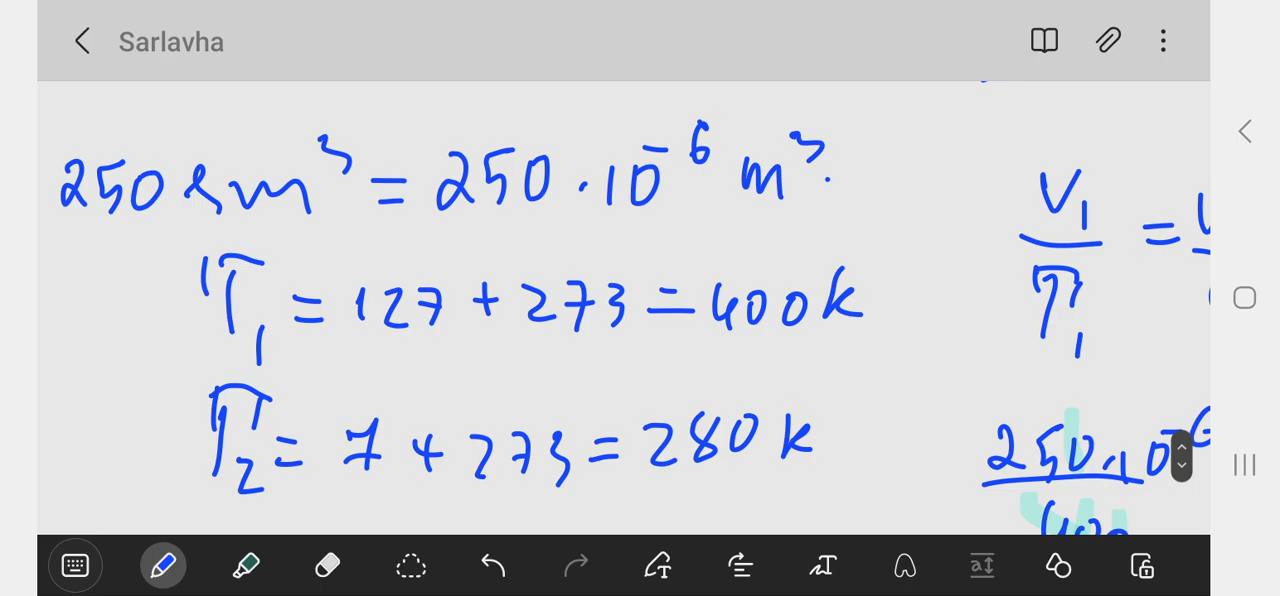 Sarlavha
250 sm³ = 250 · 10⁻⁶ m³.
T₁ = 127 + 273 = 400 k
T₂ = 7 + 273 = 280 k
V₁ / T₁ =
250 · 10⁻⁶ / 400